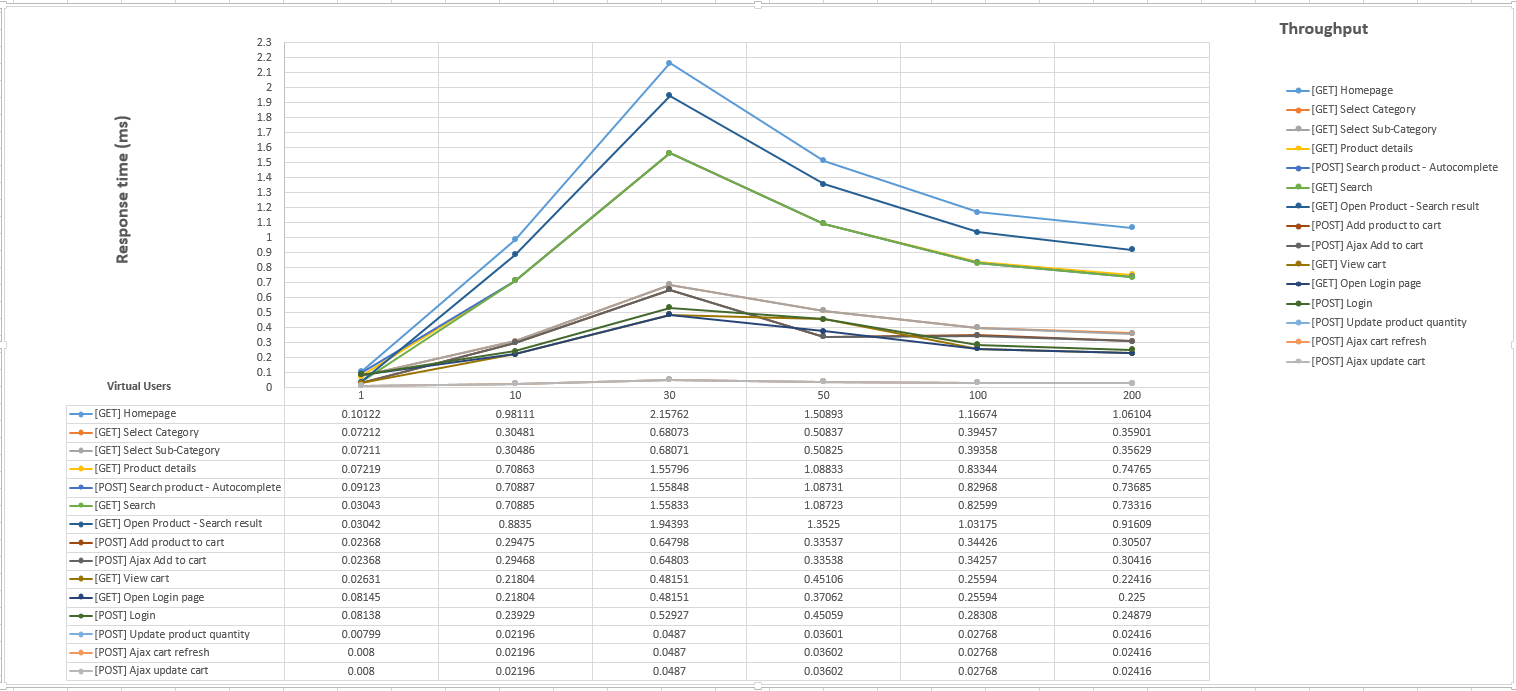 Throughput
Response time (ms)
2.3
2.2
2.1
2
1.9
1.8
1.7
1.6
1.5
1.4
1.3
1.2
1.1
1
0.9
0.8
0.7
0.6
0.5
0.4
0.3
0.2
0.1
0
[GET] Homepage
[GET] Select Category
[GET] Select Sub-Category
[GET] Product details
[POST] Search product - Autocomplete
[GET] Search
[GET] Open Product - Search result
[POST] Add product to cart
[POST] Ajax Add to cart
[GET] View cart
[GET] Open Login page
[POST] Login
[POST] Update product quantity
[POST] Ajax cart refresh
[POST] Ajax update cart
Virtual Users
1 10 30 50 100 200
[GET] Homepage 0.10122 0.98111 2.15762 1.50893 1.16674 1.06104
[GET] Select Category 0.07212 0.30481 0.68073 0.50837 0.39457 0.35901
[GET] Select Sub-Category 0.07211 0.30486 0.68071 0.50825 0.39358 0.35629
[GET] Product details 0.07219 0.70863 1.55796 1.08833 0.83344 0.74765
[POST] Search product - Autocomplete 0.09123 0.70887 1.55848 1.08731 0.82968 0.73685
[GET] Search 0.03043 0.70885 1.55833 1.08723 0.82599 0.73316
[GET] Open Product - Search result 0.03042 0.8835 1.94393 1.3525 1.03175 0.91609
[POST] Add product to cart 0.02368 0.29475 0.64798 0.33537 0.34426 0.30507
[POST] Ajax Add to cart 0.02368 0.29468 0.64803 0.33538 0.34257 0.30416
[GET] View cart 0.02631 0.21804 0.48151 0.45106 0.25594 0.22416
[GET] Open Login page 0.08145 0.21804 0.48151 0.37062 0.25594 0.225
[POST] Login 0.08138 0.23929 0.52927 0.45059 0.28308 0.24879
[POST] Update product quantity 0.00799 0.02196 0.0487 0.03601 0.02768 0.02416
[POST] Ajax cart refresh 0.008 0.02196 0.0487 0.03602 0.02768 0.02416
[POST] Ajax update cart 0.008 0.02196 0.0487 0.03602 0.02768 0.02416